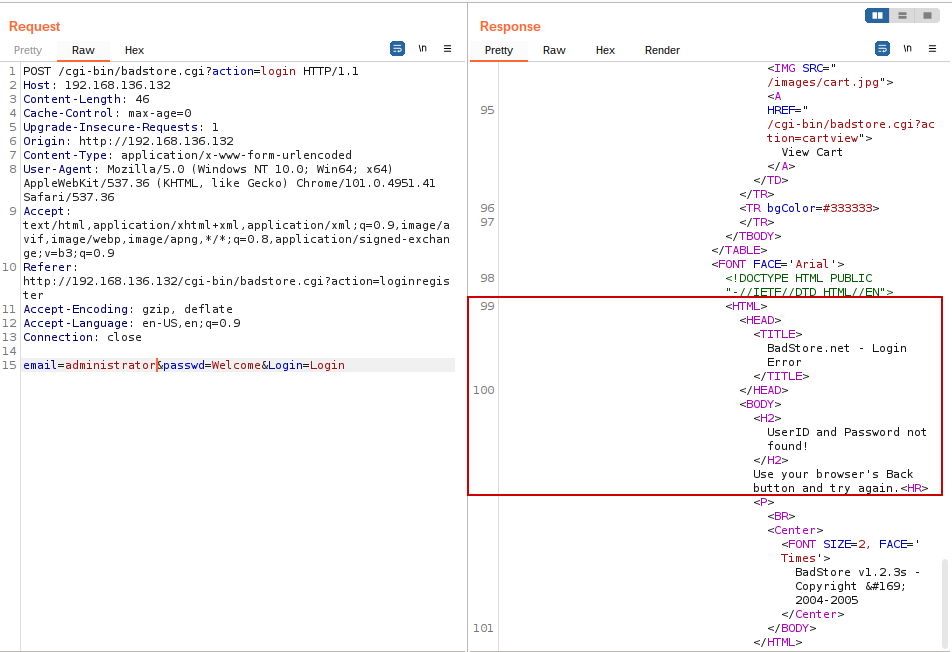 Request
Pretty Raw Hex
\n
1 POST /cgi-bin/badstore.cgi?action=login HTTP/1.1
2 Host: 192.168.136.132
3 Content-Length: 46
4 Cache-Control: max-age=0
5 Upgrade-Insecure-Requests: 1
6 Origin: http://192.168.136.132
7 Content-Type: application/x-www-form-urlencoded
8 User-Agent: Mozilla/5.0 (Windows NT 10.0; Win64; x64)
AppleWebKit/537.36 (KHTML, like Gecko) Chrome/101.0.4951.41
Safari/537.36
9 Accept:
text/html,application/xhtml+xml,application/xml;q=0.9,image/a
vif,image/webp,image/apng,*/*;q=0.8,application/signed-exchan
ge;v=b3;q=0.9
10 Referer:
http://192.168.136.132/cgi-bin/badstore.cgi?action=loginregis
ter
11 Accept-Encoding: gzip, deflate
12 Accept-Language: en-US,en;q=0.9
13 Connection: close
14
15 email=administrator&passwd=Welcome&Login=Login
Response
Pretty Raw Hex Render
\n
<IMG SRC="
/images/cart.jpg">
<A
95 HREF="
/cgi-bin/badstore.cgi?ac
tion=cartview">
View Cart
</A>
</TD>
</TR>
96 <TR bgColor=#333333>
97 </TR>
</TBODY>
</TABLE>
<FONT FACE='Arial'>
98 <!DOCTYPE HTML PUBLIC
"-//IETF//DTD HTML//EN">
99 <HTML>
<HEAD>
<TITLE>
BadStore.net - Login
Error
</TITLE>
100 </HEAD>
<BODY>
<H2>
UserID and Password not
found!
</H2>
Use your browser's Back
button and try again.<HR>
<P>
<BR>
<Center>
<FONT SIZE=2, FACE='
Times'>
BadStore v1.2.3s -
Copyright &#169;
2004-2005
</Center>
101 </BODY>
</HTML>